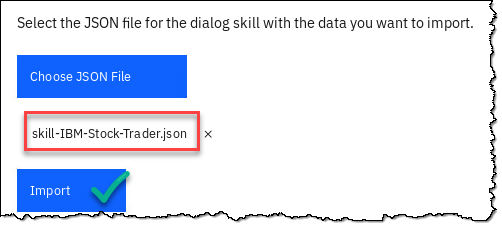 Select the JSON file for the dialog skill with the data you want to import.
Choose JSON File
skill-IBM-Stock-Trader.json ×
Import